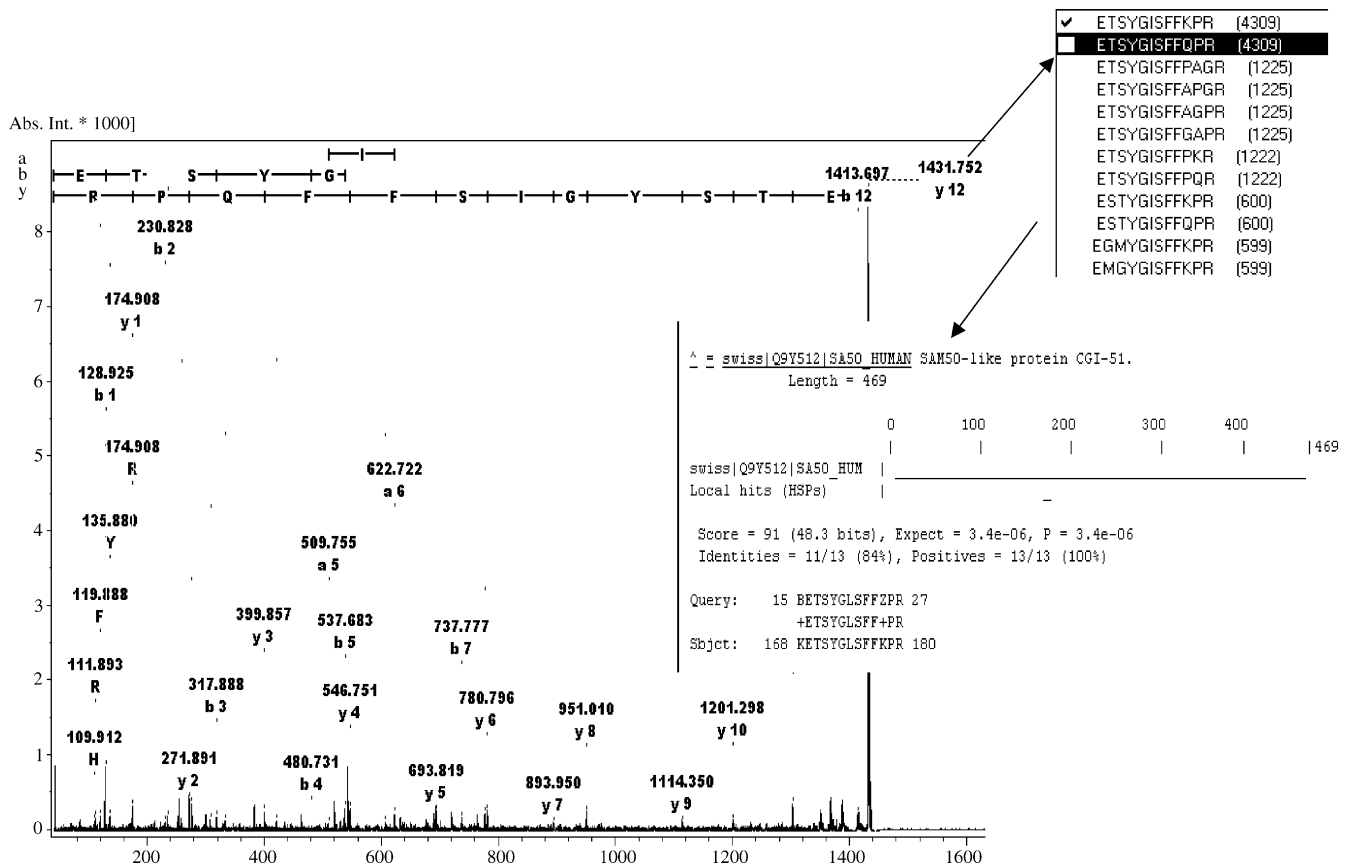 ETSYGISFFKPR (4309)
ETSYGISFFQPR (4309)
ETSYGISFFPAGR (1225)
ETSYGISFFAPGR (1225)
ETSYGISFFAGPR (1225)
ETSYGISFFGAPR (1225)
ETSYGISFFPKR (1222)
ETSYGISFFPQR (1222)
ESTYGISFFKPR (600)
ESTYGISFFQPR (600)
EGMYGISFFKPR (599)
EMGYGISFFKPR (599)
Abs. Int. * 1000]
a I
b E T S Y G
y R P Q F F S I G Y S T E
1413.697
b 12
1431.752
y 12
230.828
b 2
174.908
y 1
128.925
b 1
174.908
R
135.880
Y
119.888
F
111.893
R
109.912
H
622.722
a 6
509.755
a 5
399.857
y 3
537.683
b 5
737.777
b 7
317.888
b 3
546.751
y 4
780.796
y 6
951.010
y 8
1201.298
y 10
271.891
y 2
480.731
b 4
693.819
y 5
893.950
y 7
1114.350
y 9
^ = swiss|Q9Y512|SA50_HUMAN SAM50-like protein CGI-51.
Length = 469
0 100 200 300 400
|469
swiss|Q9Y512|SA50_HUM |
Local hits (HSPs) |
Score = 91 (48.3 bits), Expect = 3.4e-06, P = 3.4e-06
Identities = 11/13 (84%), Positives = 13/13 (100%)
Query: 15 BETSYGLSFFZPR 27
+ETSYGLSFF+PR
Sbjct: 168 KETSYGLSFFKPR 180
8
7
6
5
4
3
2
1
0
200 400 600 800 1000 1200 1400 1600